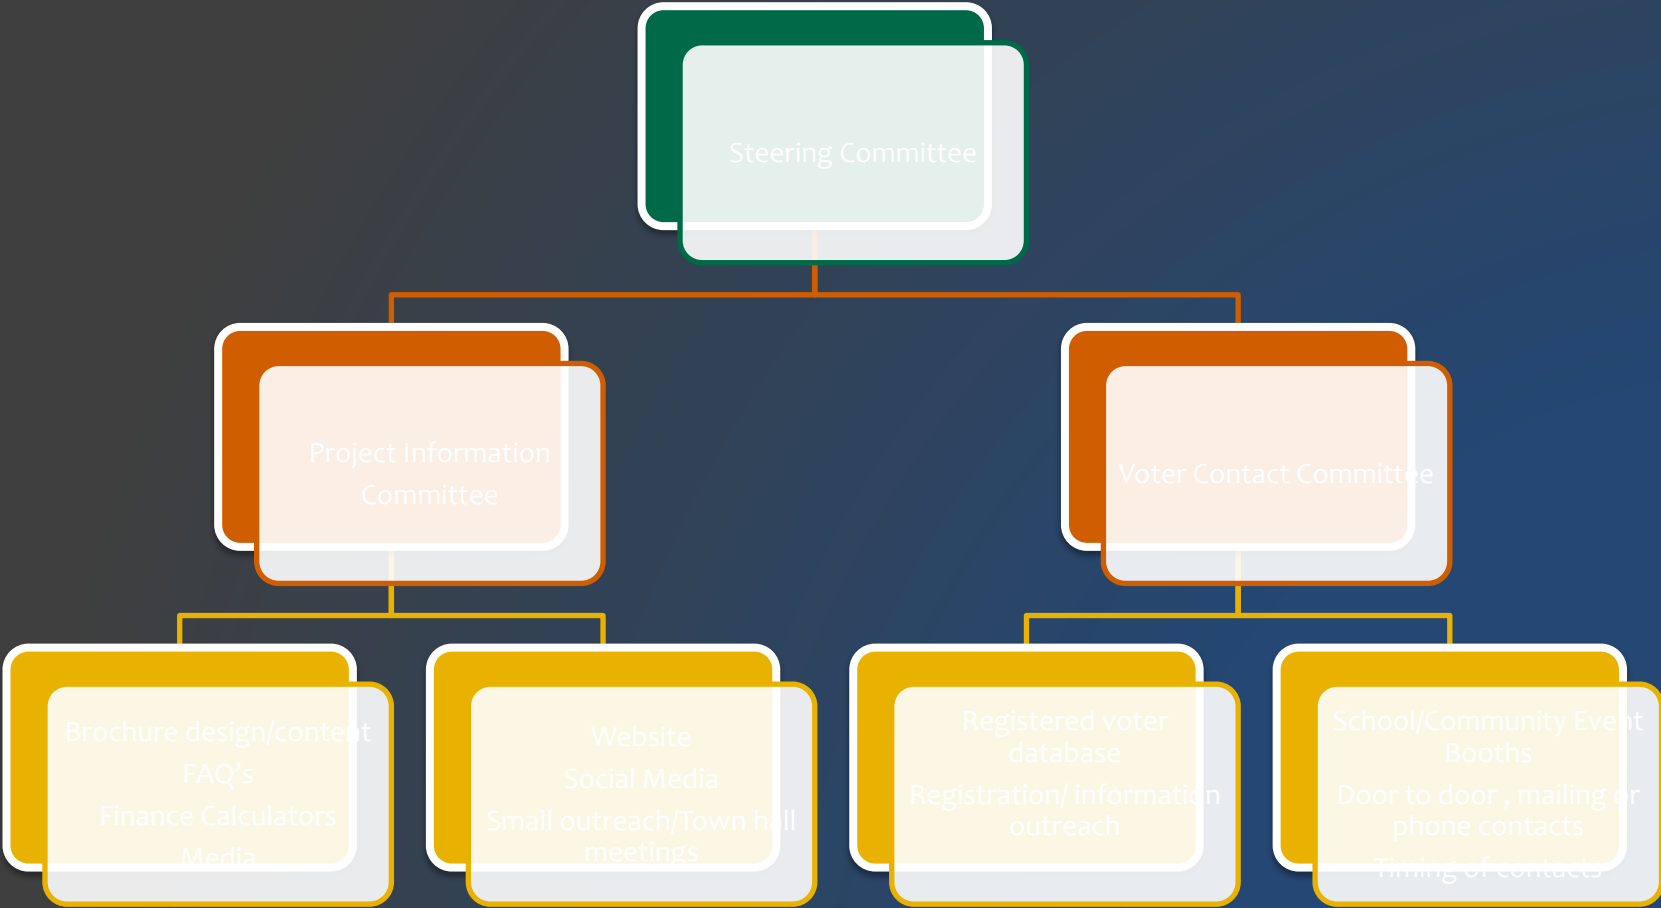 Steering Committee
Project Information
Committee
Voter Contact Committee
Brochure design/content
FAQ's
Finance Calculators
Media
Website
Social Media
Small outreach/Town hall
meetings
Registered voter
database
Registration/ information
outreach
School/Community Event
Booths
Door to door , mailing or
phone contacts
Timing of contacts